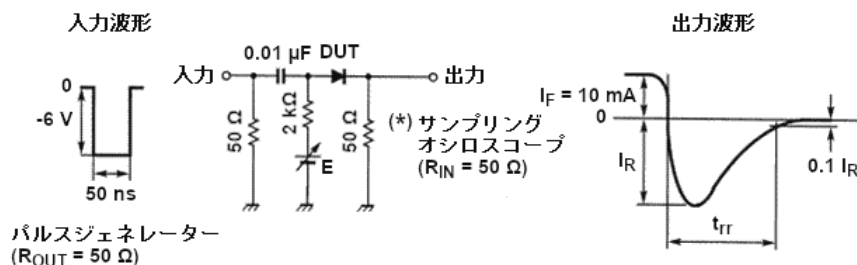 入力波形
0
-6 V
50 ns
パルスジェネレーター
(ROUT = 50 Ω)
入力
0.01 µF DUT
出力
50 Ω
2 kΩ
E
50 Ω
(*) サンプリング
オシロスコープ
(RIN = 50 Ω)
出力波形
IF = 10 mA
0
IR
0.1 IR
trr